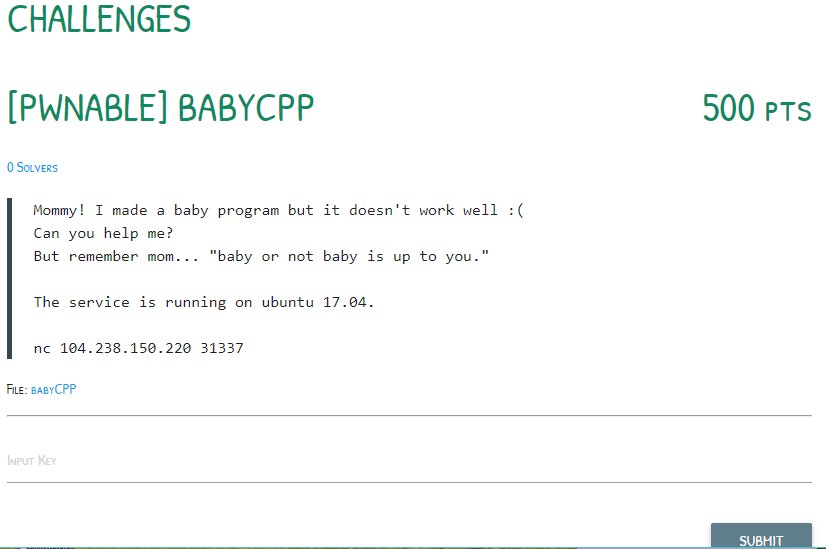 CHALLENGES
[PWNABLE] BABYCPP
500 PTS
0 SOLVERS
Mommy! I made a baby program but it doesn't work well :(
Can you help me?
But remember mom... "baby or not baby is up to you."
The service is running on ubuntu 17.04.
nc 104.238.150.220 31337
FILE: BABYCPP
INPUT KEY
SUBMIT